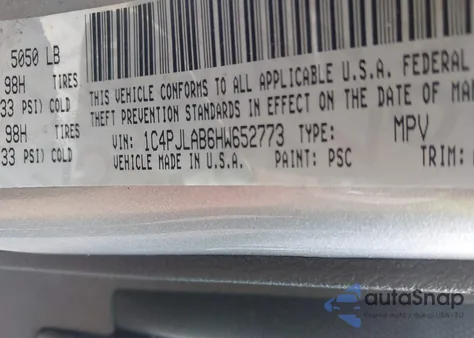 5050 LB
98H TIRES THIS VEHICLE CONFORMS TO ALL APPLICABLE U.S.A. FEDERAL
33 PSI) COLD THEFT PREVENTION STANDARDS IN EFFECT ON THE DATE OF MA
98H TIRES VIN: 1C4PJLAB6HW652773 TYPE: MPV
33 PSI) COLD VEHICLE MADE IN U.S.A. PAINT: PSC TRIM:
autaSnap